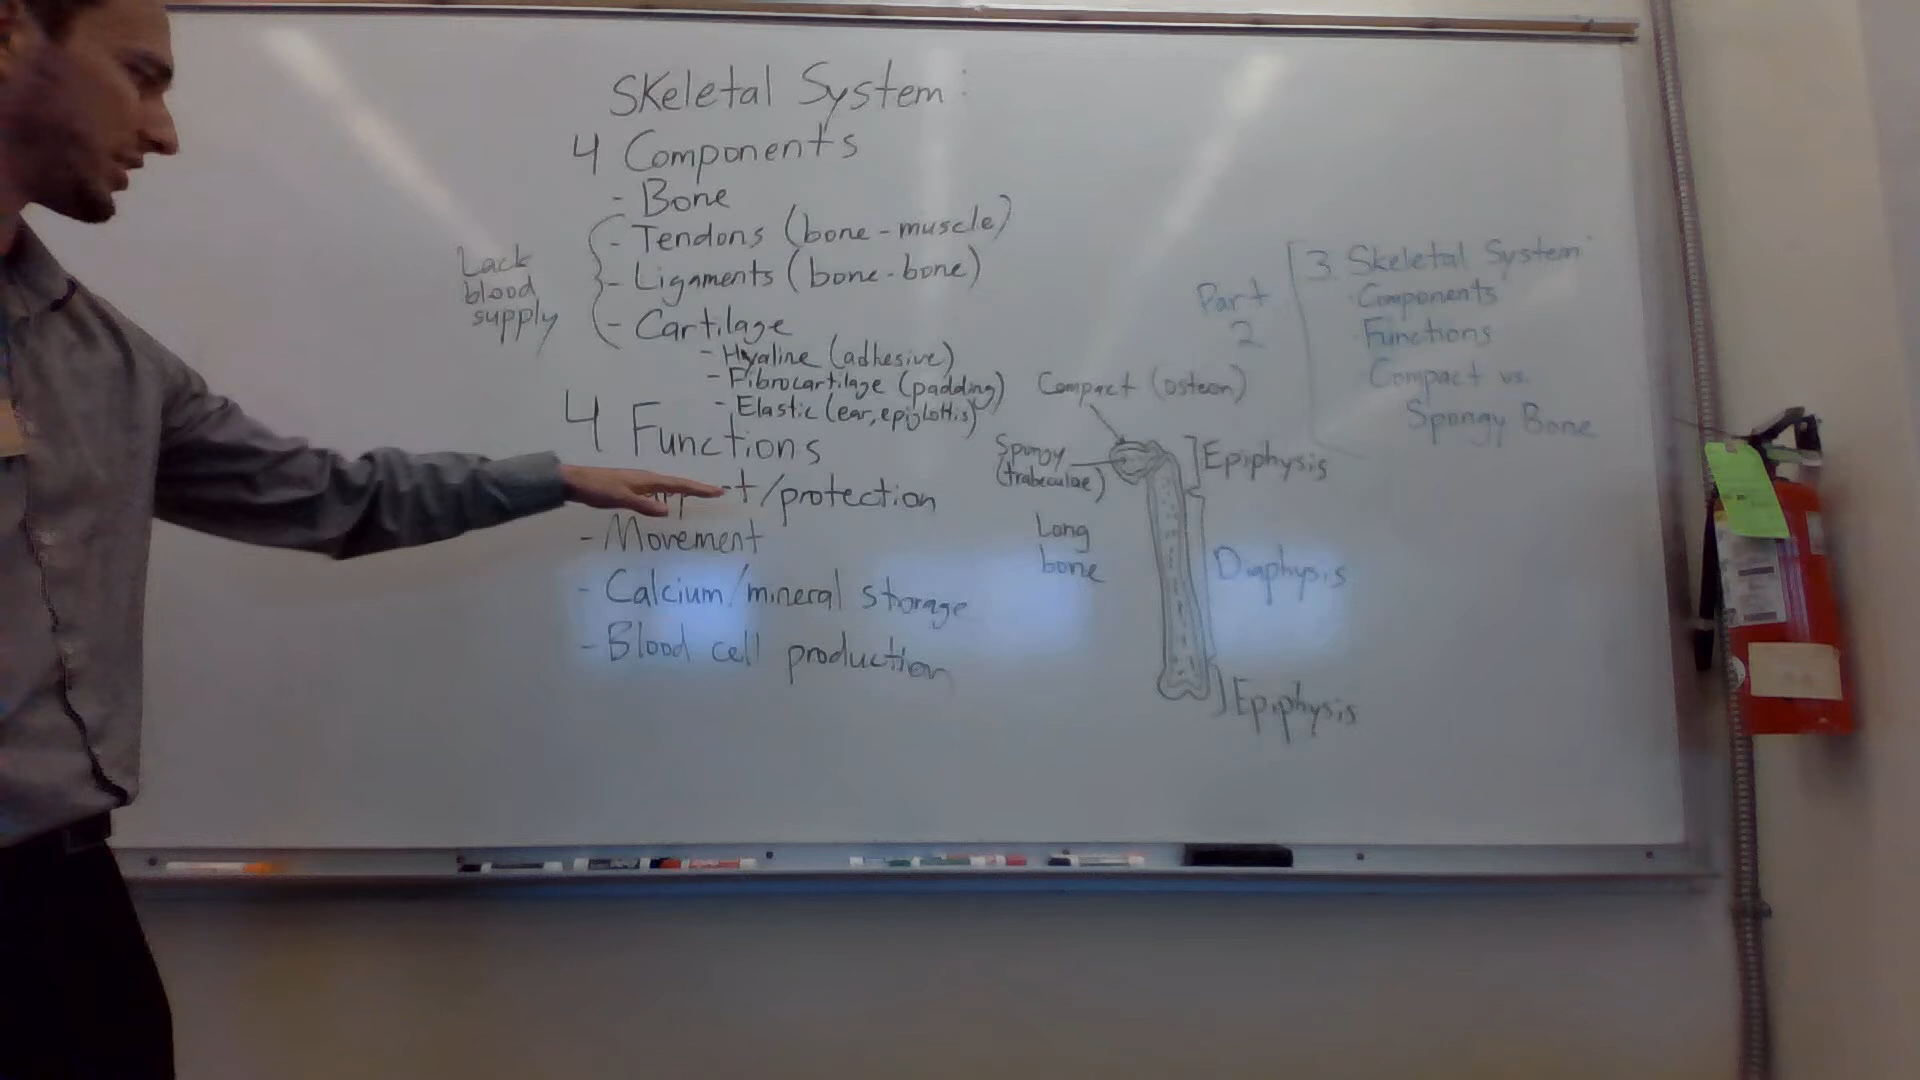 Skeletal System:
4 Components
- Bone
- Tendons (bone-muscle)
- Ligaments (bone-bone)
- Cartilage
Lack
blood
supply
- Hyaline (adhesive)
- Fibrocartilage (padding)
- Elastic (ear, epiglottis)
4 Functions
/protection
- Movement
- Calcium/mineral storage
- Blood cell production
Compact (osteon)
Spongy
(trabeculae)
Long
bone
Epiphysis
Diaphysis
Epiphysis
Part
2
3. Skeletal System
Components
Functions
Compact vs.
Spongy Bone